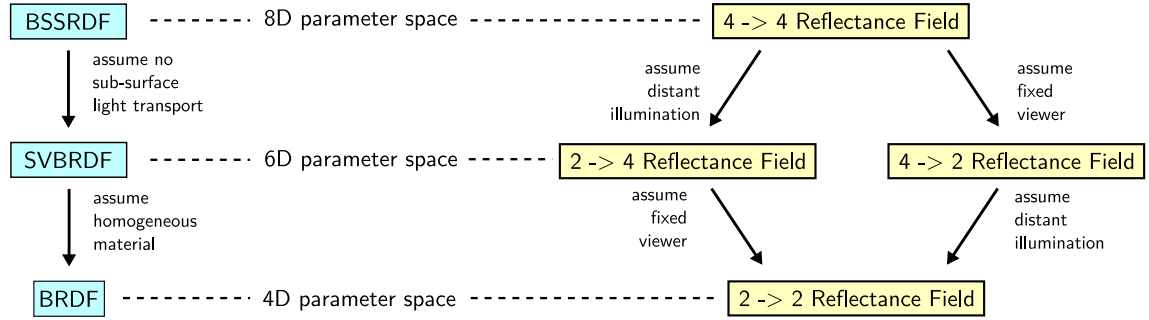 BSSRDF
8D parameter space
4 -> 4 Reflectance Field
assume no
sub-surface
light transport
assume
distant
illumination
assume
fixed
viewer
SVBRDF
6D parameter space
2 -> 4 Reflectance Field
4 -> 2 Reflectance Field
assume
homogeneous
material
assume
fixed
viewer
assume
distant
illumination
BRDF
4D parameter space
2 -> 2 Reflectance Field